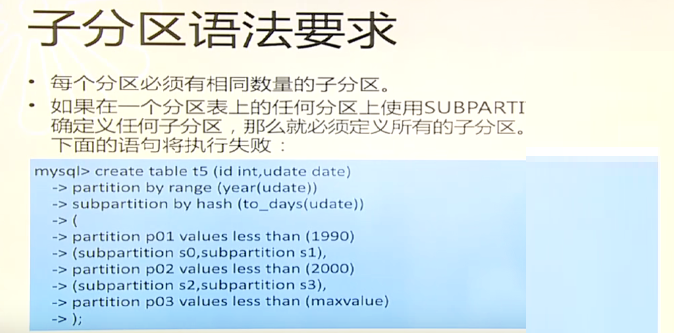 子分区语法要求
• 每个分区必须有相同数量的子分区。
• 如果在一个分区表上的任何分区上使用SUBPARTI
确定义任何子分区，那么就必须定义所有的子分区。
下面的语句将执行失败：
mysql> create table t5 (id int,udate date)
-> partition by range (year(udate))
-> subpartition by hash (to_days(udate))
-> (
-> partition p01 values less than (1990)
-> (subpartition s0,subpartition s1),
-> partition p02 values less than (2000)
-> (subpartition s2,subpartition s3),
-> partition p03 values less than (maxvalue)
-> );